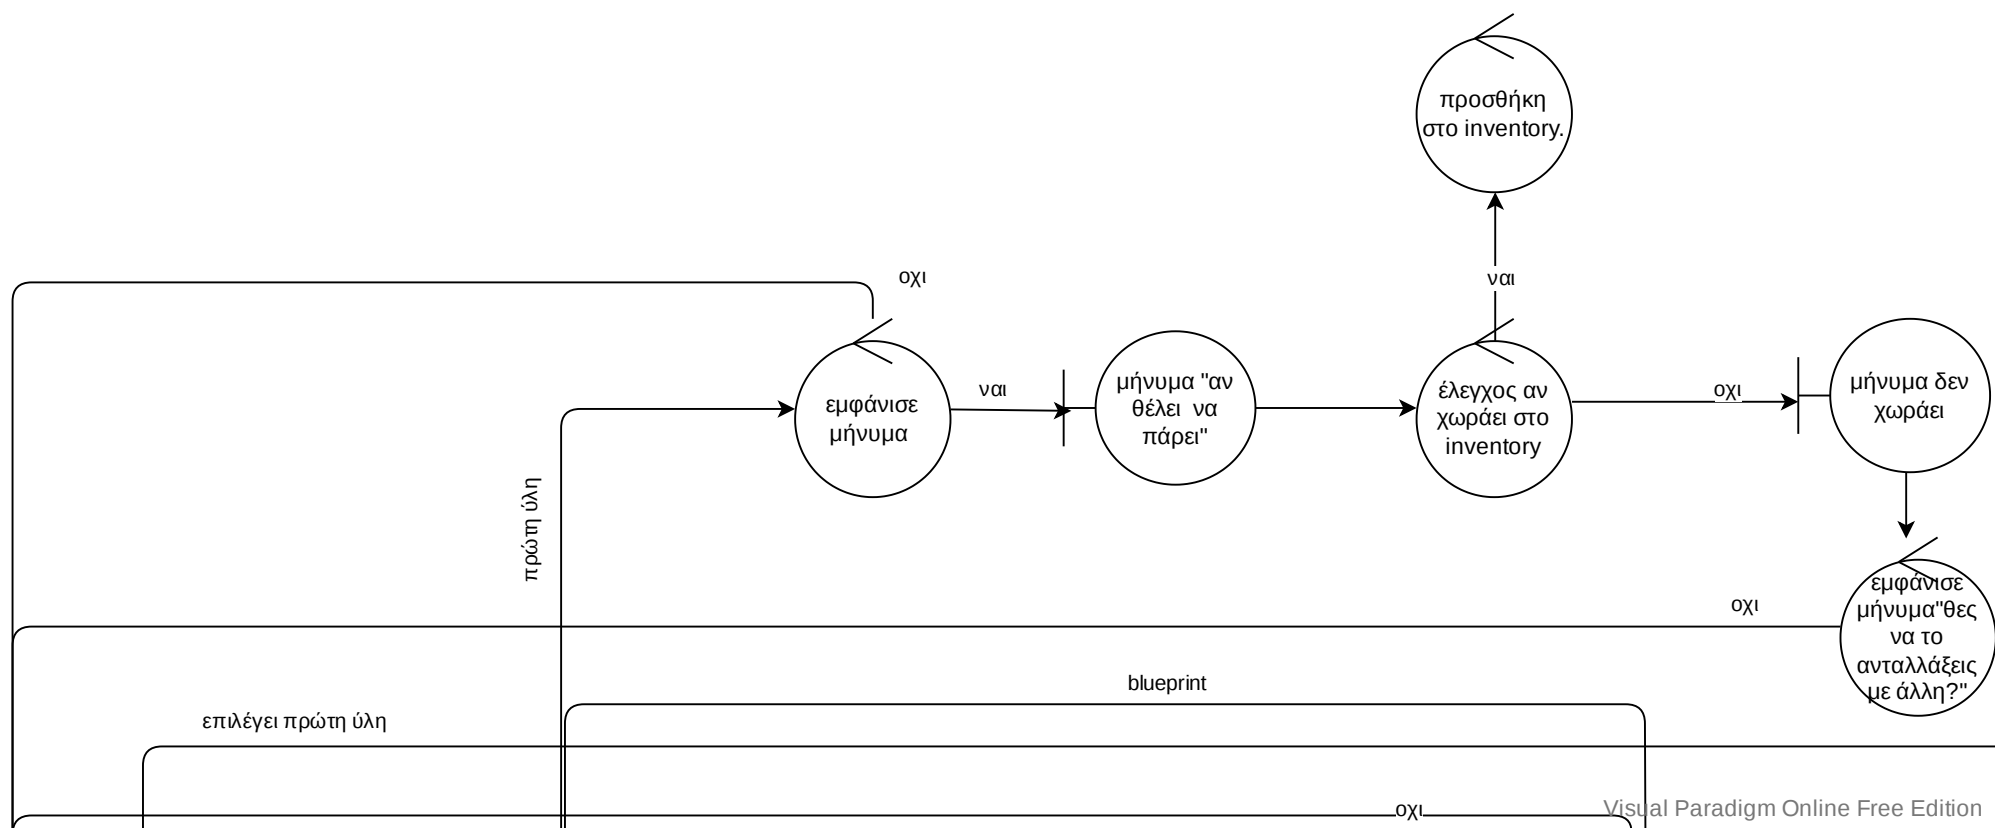 προσθήκη
στο inventory.
ναι
οχι
εμφάνισε
μήνυμα
ναι
μήνυμα "αν
θέλει  να
πάρει"
έλεγχος αν
χωράει στο
inventory
οχι
μήνυμα δεν
χωράει
πρώτη ύλη
εμφάνισε
μήνυμα"θες
να το
ανταλλάξεις
με άλλη?"
οχι
blueprint
επιλέγει πρώτη ύλη
οχι
Visual Paradigm Online Free Edition